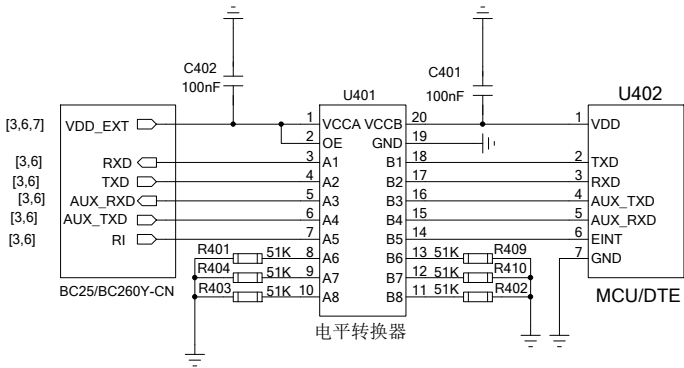 C402
100nF
C401
100nF
U401
U402
[3,6,7] VDD_EXT 1 VCCA VCCB 20 1 VDD
2 OE GND 19
[3,6] RXD 3 A1 B1 18 2 TXD
[3,6] TXD 4 A2 B2 17 3 RXD
[3,6] AUX_RXD 5 A3 B3 16 4 AUX_TXD
[3,6] AUX_TXD 6 A4 B4 15 5 AUX_RXD
[3,6] RI 7 A5 B5 14 6 EINT
R401 51K 8 A6 B6 13 51K R409 7 GND
R404 51K 9 A7 B7 12 51K R410
R403 51K 10 A8 B8 11 51K R402
BC25/BC260Y-CN
MCU/DTE
电平转换器